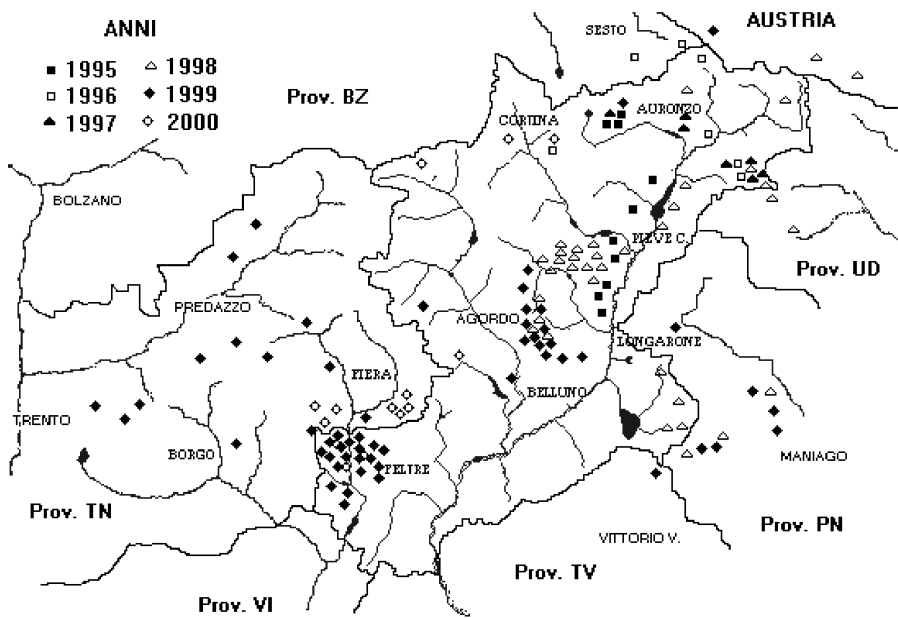 ANNI
AUSTRIA
SESTO
■ 1995 △ 1998
□ 1996 ◆ 1999
▲ 1997 ◇ 2000
Prov. BZ
CORTINA
AURONZO
BOLZANO
PIEVE C.
Prov. UD
PREDAZZO
AGORDO
LONGARONE
FIERA
BELLUNO
TRENTO
BORGO
FELTRE
MANIAGO
Prov. TN
Prov. PN
VITTORIO V.
Prov. TV
Prov. VI